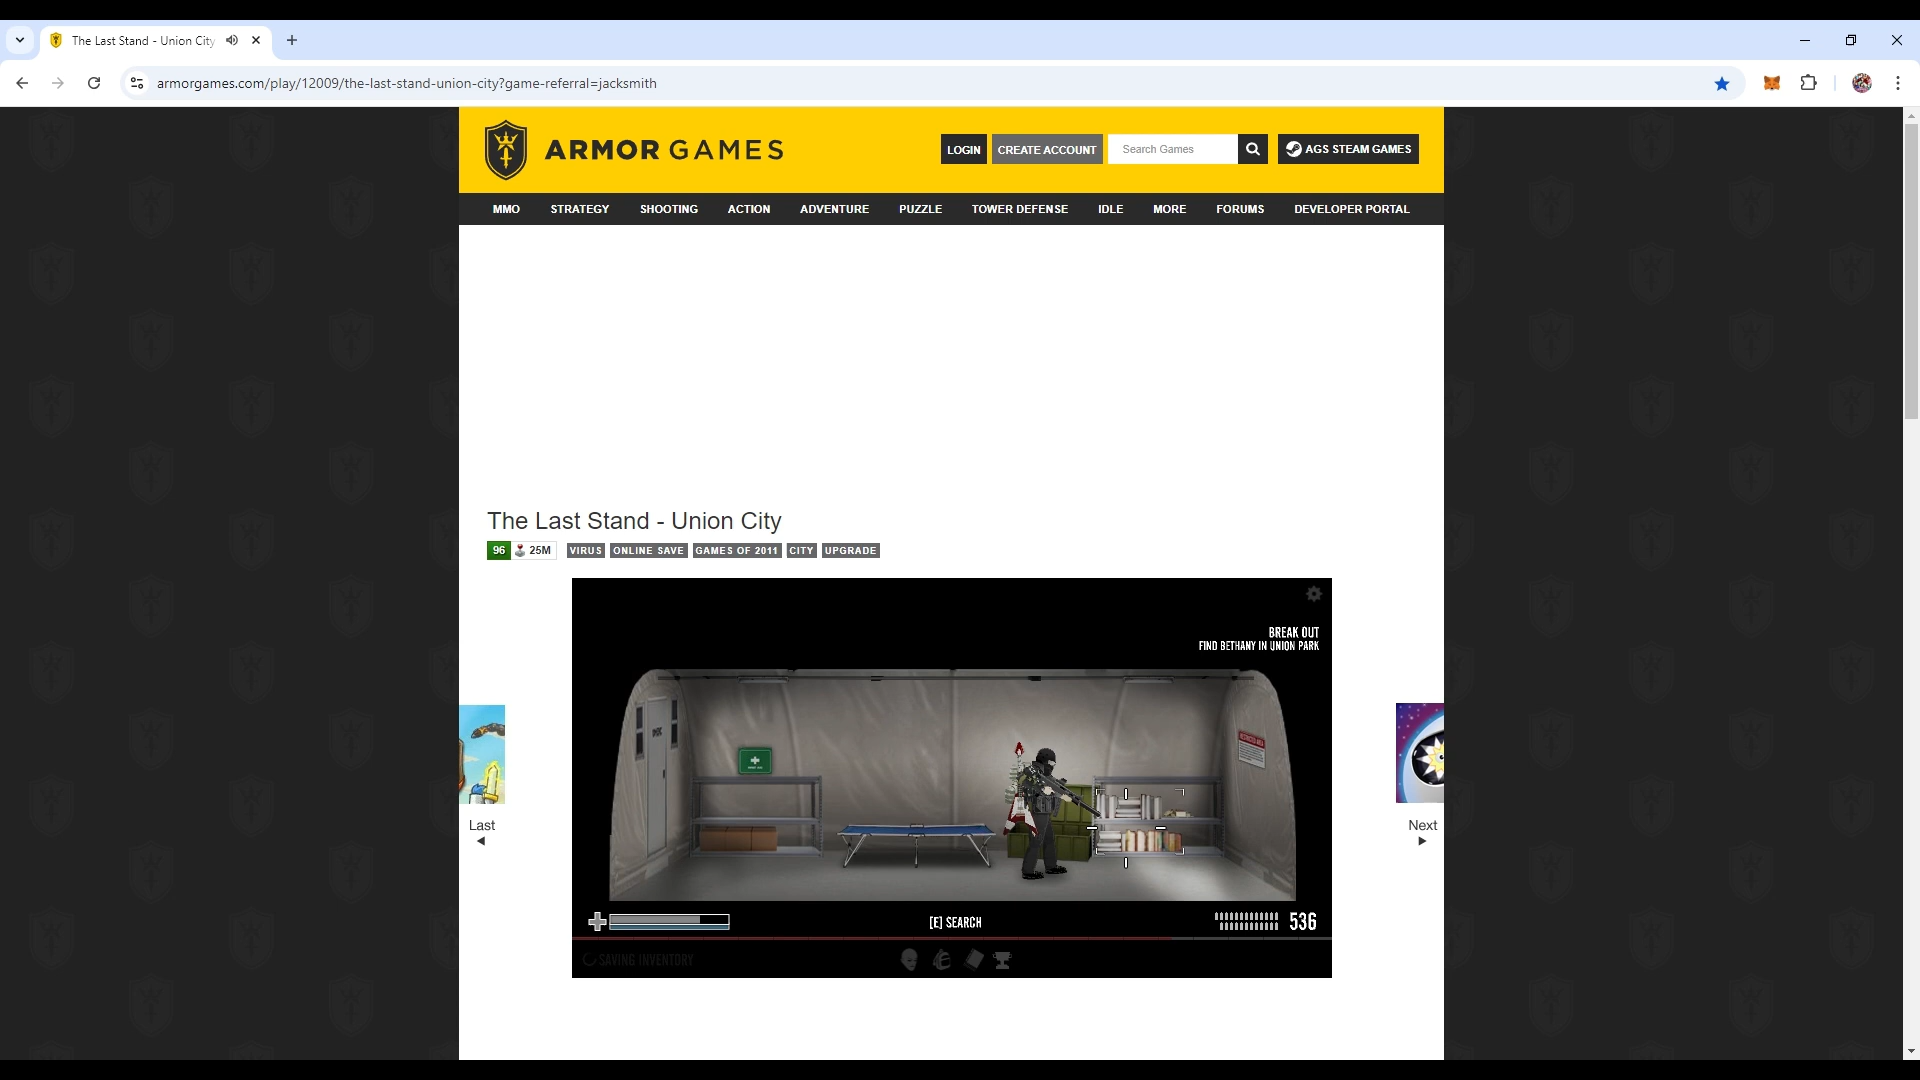 The Last Stand - Union City
armorgames.com/play/12009/the-last-stand-union-city?game-referral=jacksmith
ARMOR GAMES
LOGIN
CREATE ACCOUNT
Search Games
AGS STEAM GAMES
MMO
STRATEGY
SHOOTING
ACTION
ADVENTURE
PUZZLE
TOWER DEFENSE
IDLE
MORE
FORUMS
DEVELOPER PORTAL
The Last Stand - Union City
96
25M
VIRUS
ONLINE SAVE
GAMES OF 2011
CITY
UPGRADE
BREAK OUT
FIND BETHANY IN UNION PARK
RESTRICTED AREA
Last
Next
[E] SEARCH
536
SAVING INVENTORY